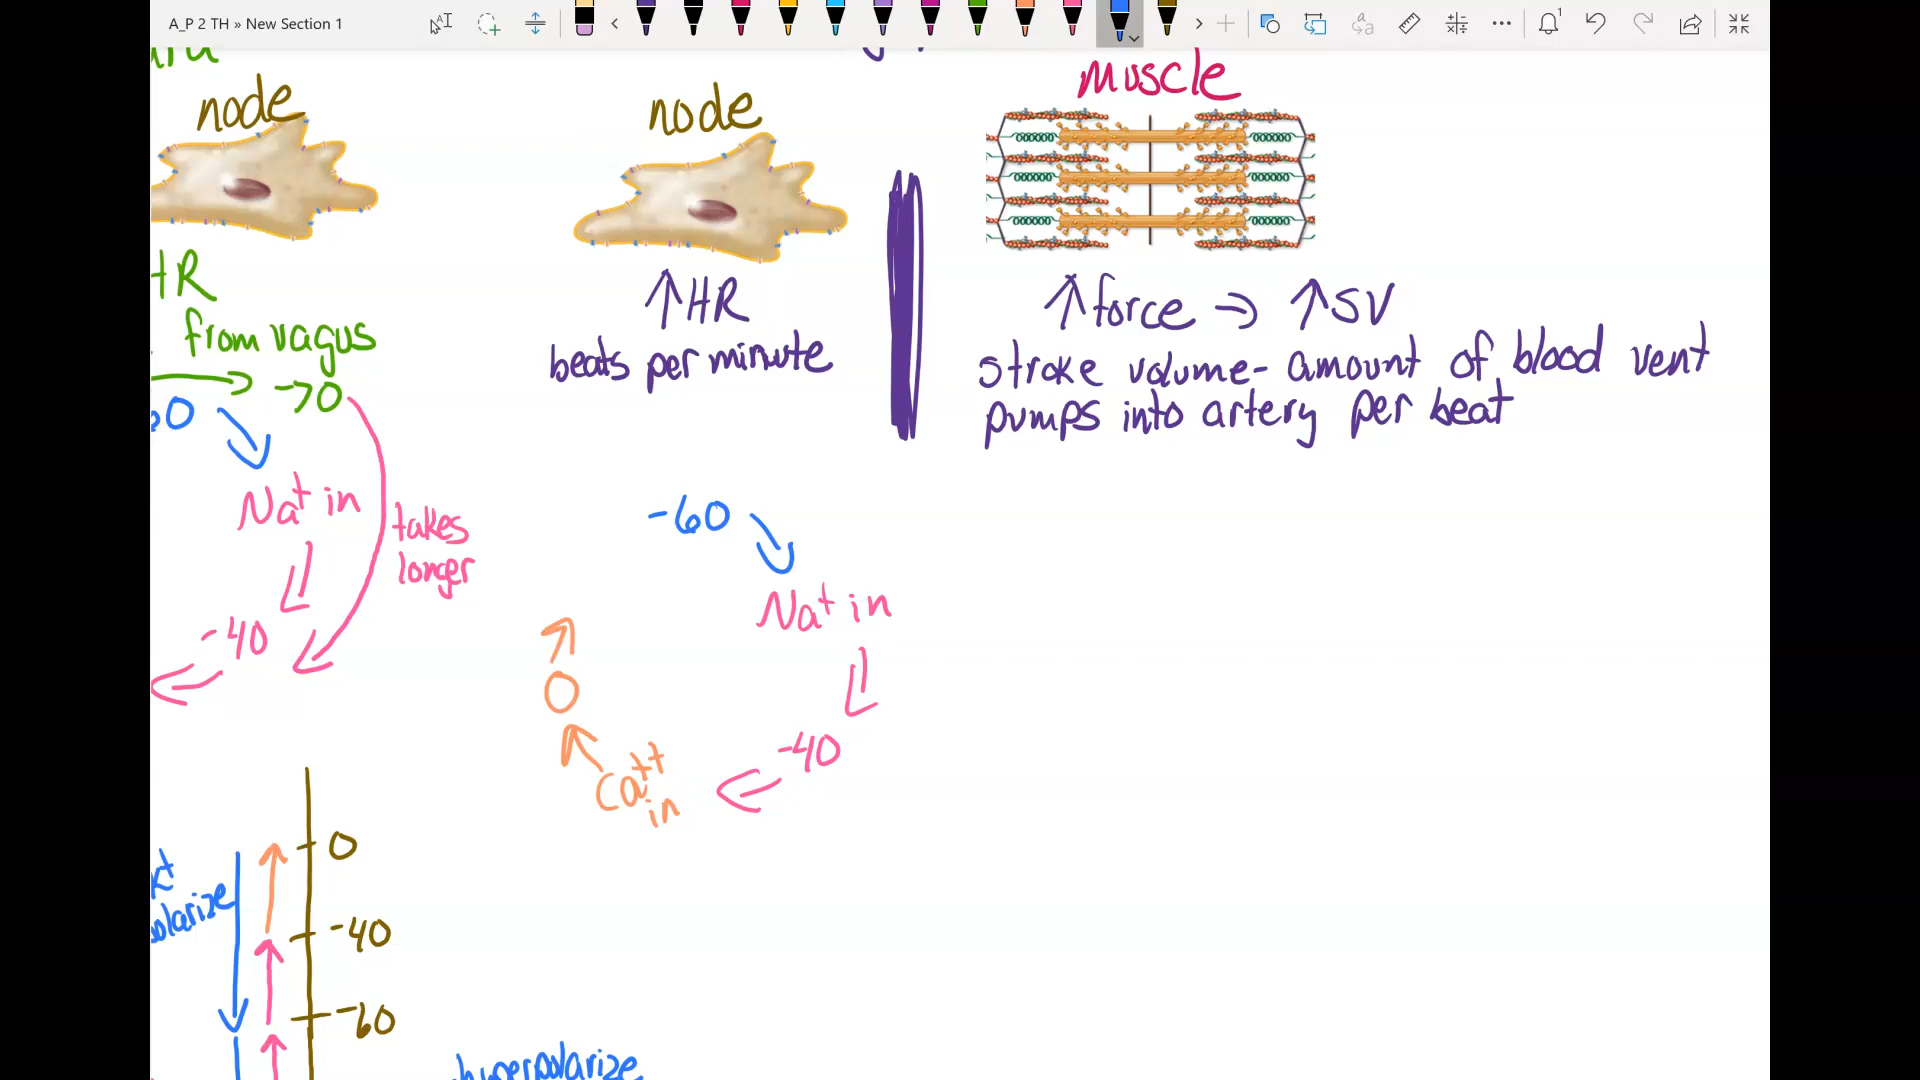 A_P 2 TH » New Section 1
node
HR
from vagus
-70
Na+ in
takes
longer
-40
0
-40
-60
node
↑HR
beats per minute
-60
Na+ in
-40
Ca++
in
0
hyperpolarize
muscle
↑force → ↑SV
stroke volume- amount of blood vent
pumps into artery per beat